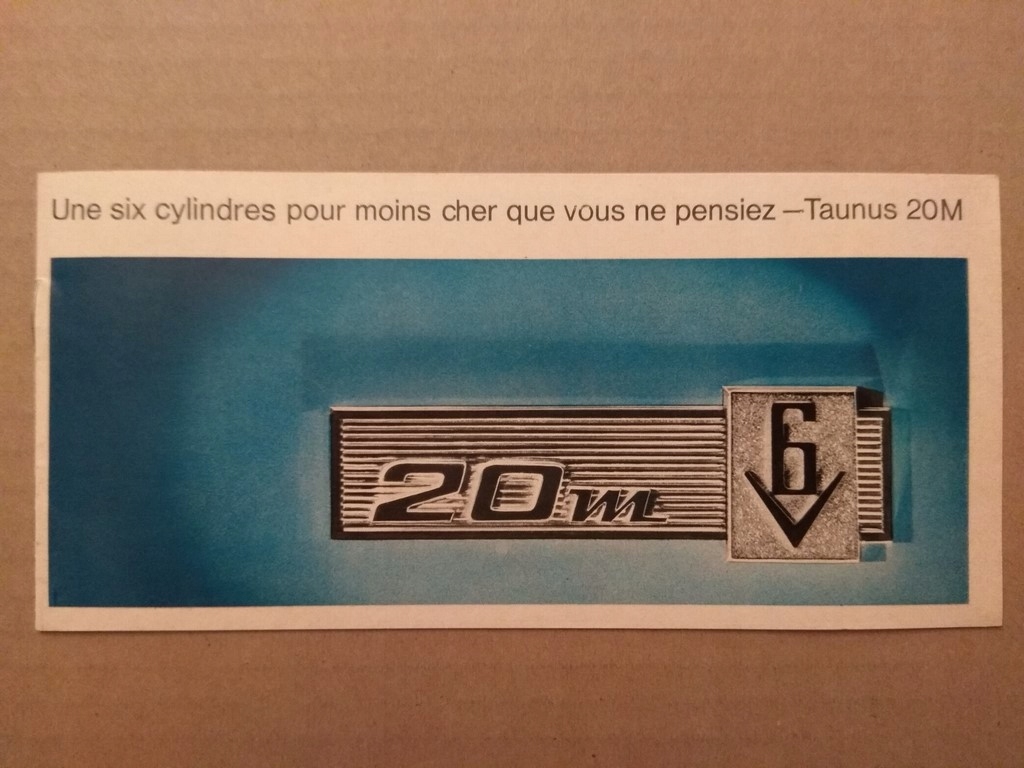 Une six cylindres pour moins cher que vous ne pensiez —Taunus 20M
20m
6
V